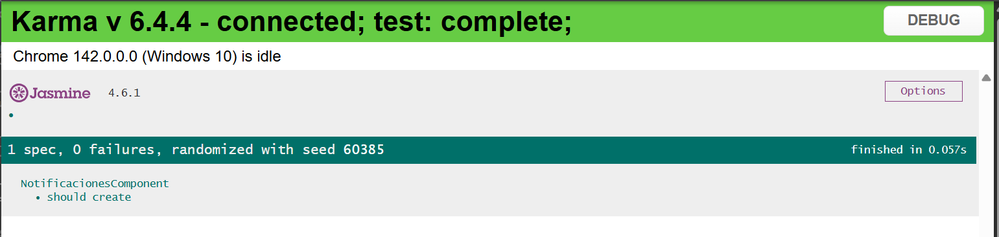 Karma v 6.4.4 - connected; test: complete;
DEBUG
Chrome 142.0.0.0 (Windows 10) is idle
Jasmine 4.6.1
Options
•
1 spec, 0 failures, randomized with seed 60385
finished in 0.057s
NotificacionesComponent
• should create